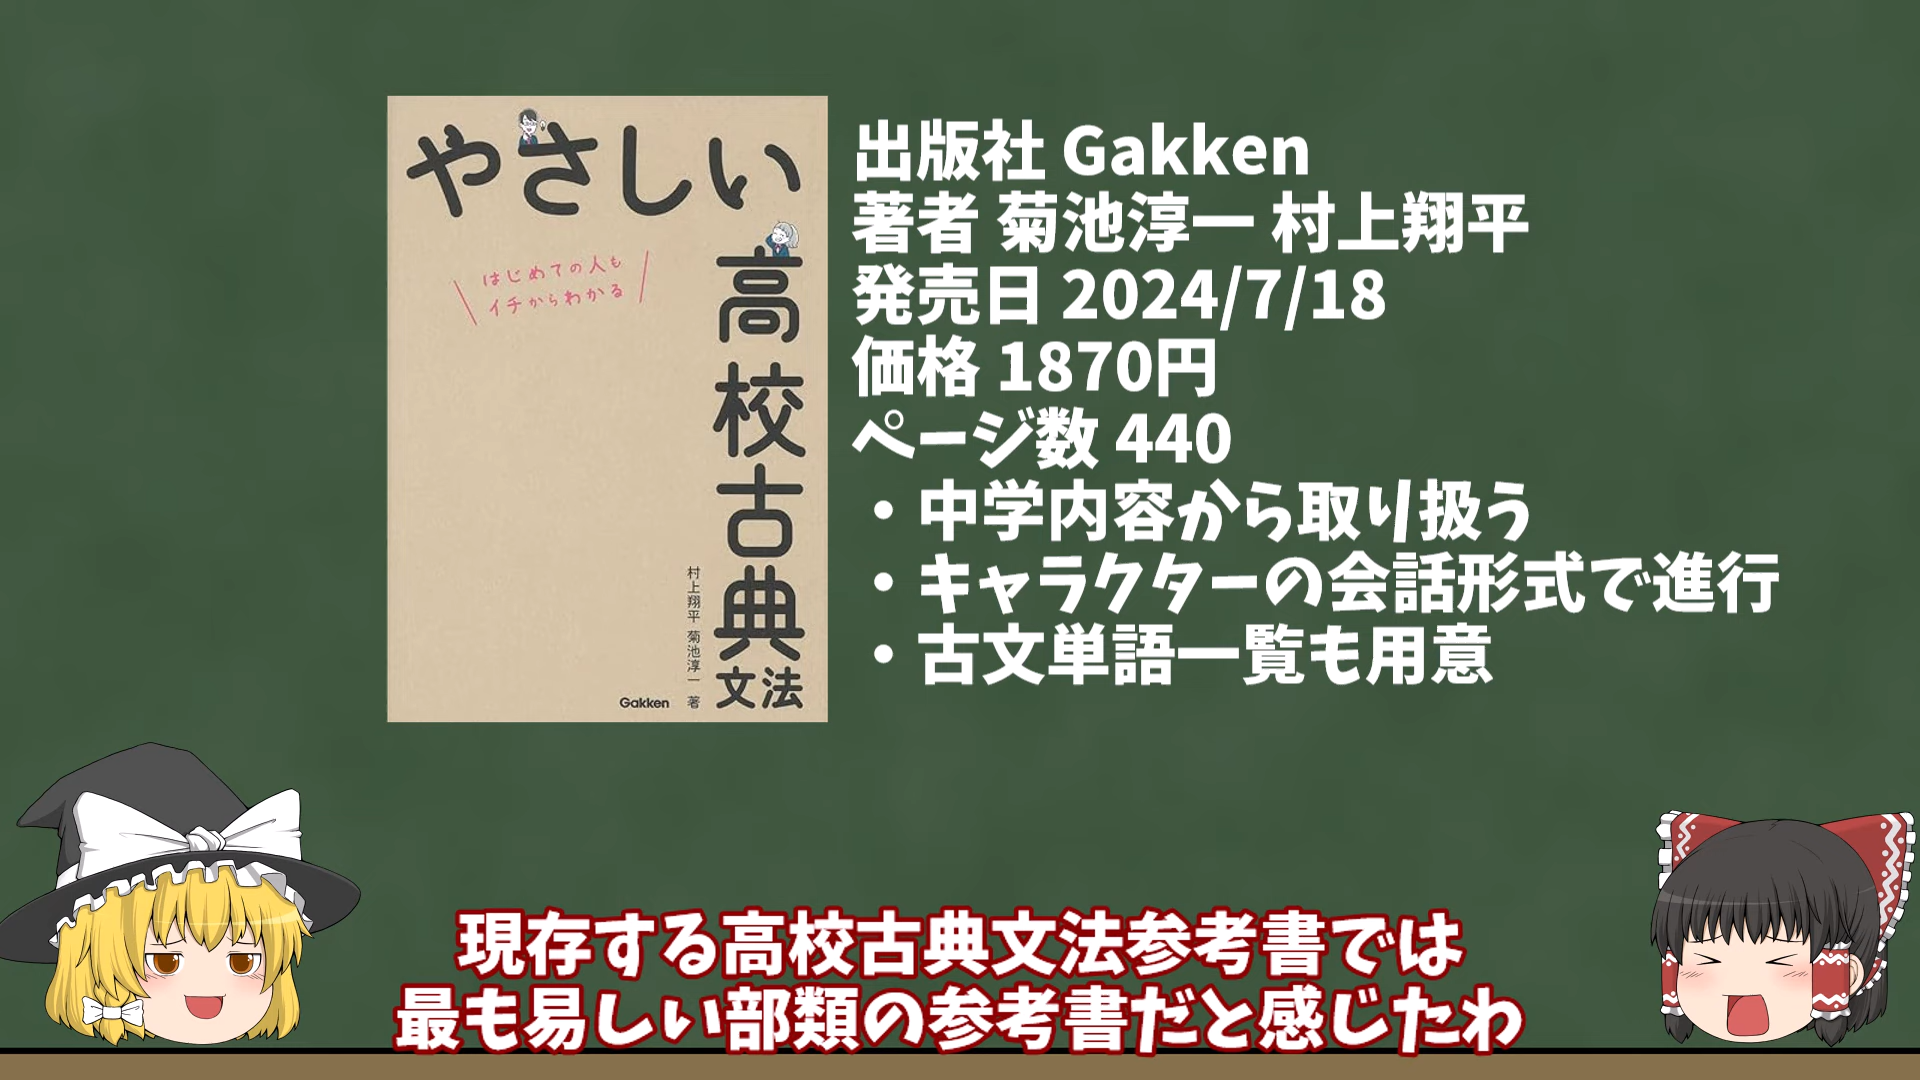 やさしい
高校古典
文法
はじめての人も
イチからわかる
村上翔平 菊池淳一 著
Gakken
出版社 Gakken
著者 菊池淳一 村上翔平
発売日 2024/7/18
価格 1870円
ページ数 440
・中学内容から取り扱う
・キャラクターの会話形式で進行
・古文単語一覧も用意
現存する高校古典文法参考書では
最も易しい部類の参考書だと感じたわ